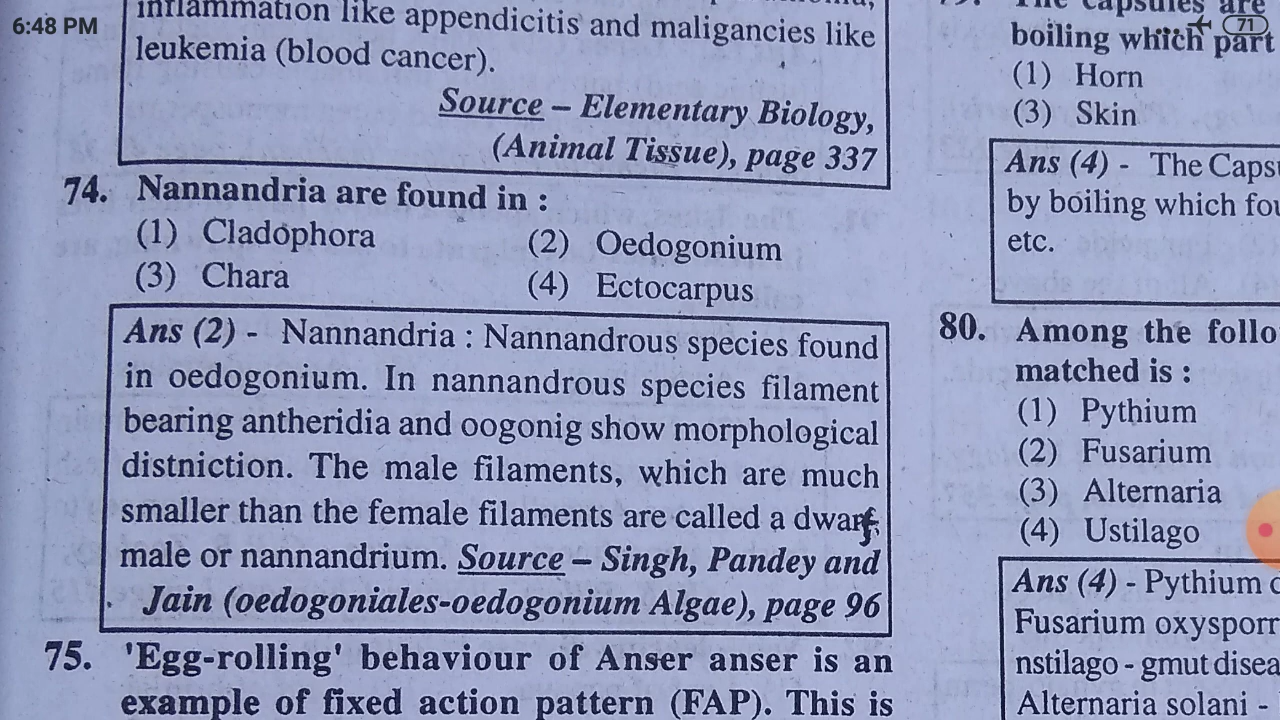 6:48 PM
71
inflammation like appendicitis and maligancies like
leukemia (blood cancer).
Source – Elementary Biology,
(Animal Tissue), page 337
74. Nannandria are found in :
(1) Cladophora (2) Oedogonium
(3) Chara (4) Ectocarpus
Ans (2) - Nannandria : Nannandrous species found
in oedogonium. In nannandrous species filament
bearing antheridia and oogonig show morphological
distniction. The male filaments, which are much
smaller than the female filaments are called a dwarf
male or nannandrium. Source – Singh, Pandey and
Jain (oedogoniales-oedogonium Algae), page 96
75. 'Egg-rolling' behaviour of Anser anser is an
example of fixed action pattern (FAP). This is
The capsules are
boiling which part
(1) Horn
(3) Skin
Ans (4) - The Caps
by boiling which fou
etc.
80. Among the follo
matched is :
(1) Pythium
(2) Fusarium
(3) Alternaria
(4) Ustilago
Ans (4) - Pythium
Fusarium oxysporr
nstilago - gmut disea
Alternaria solani -